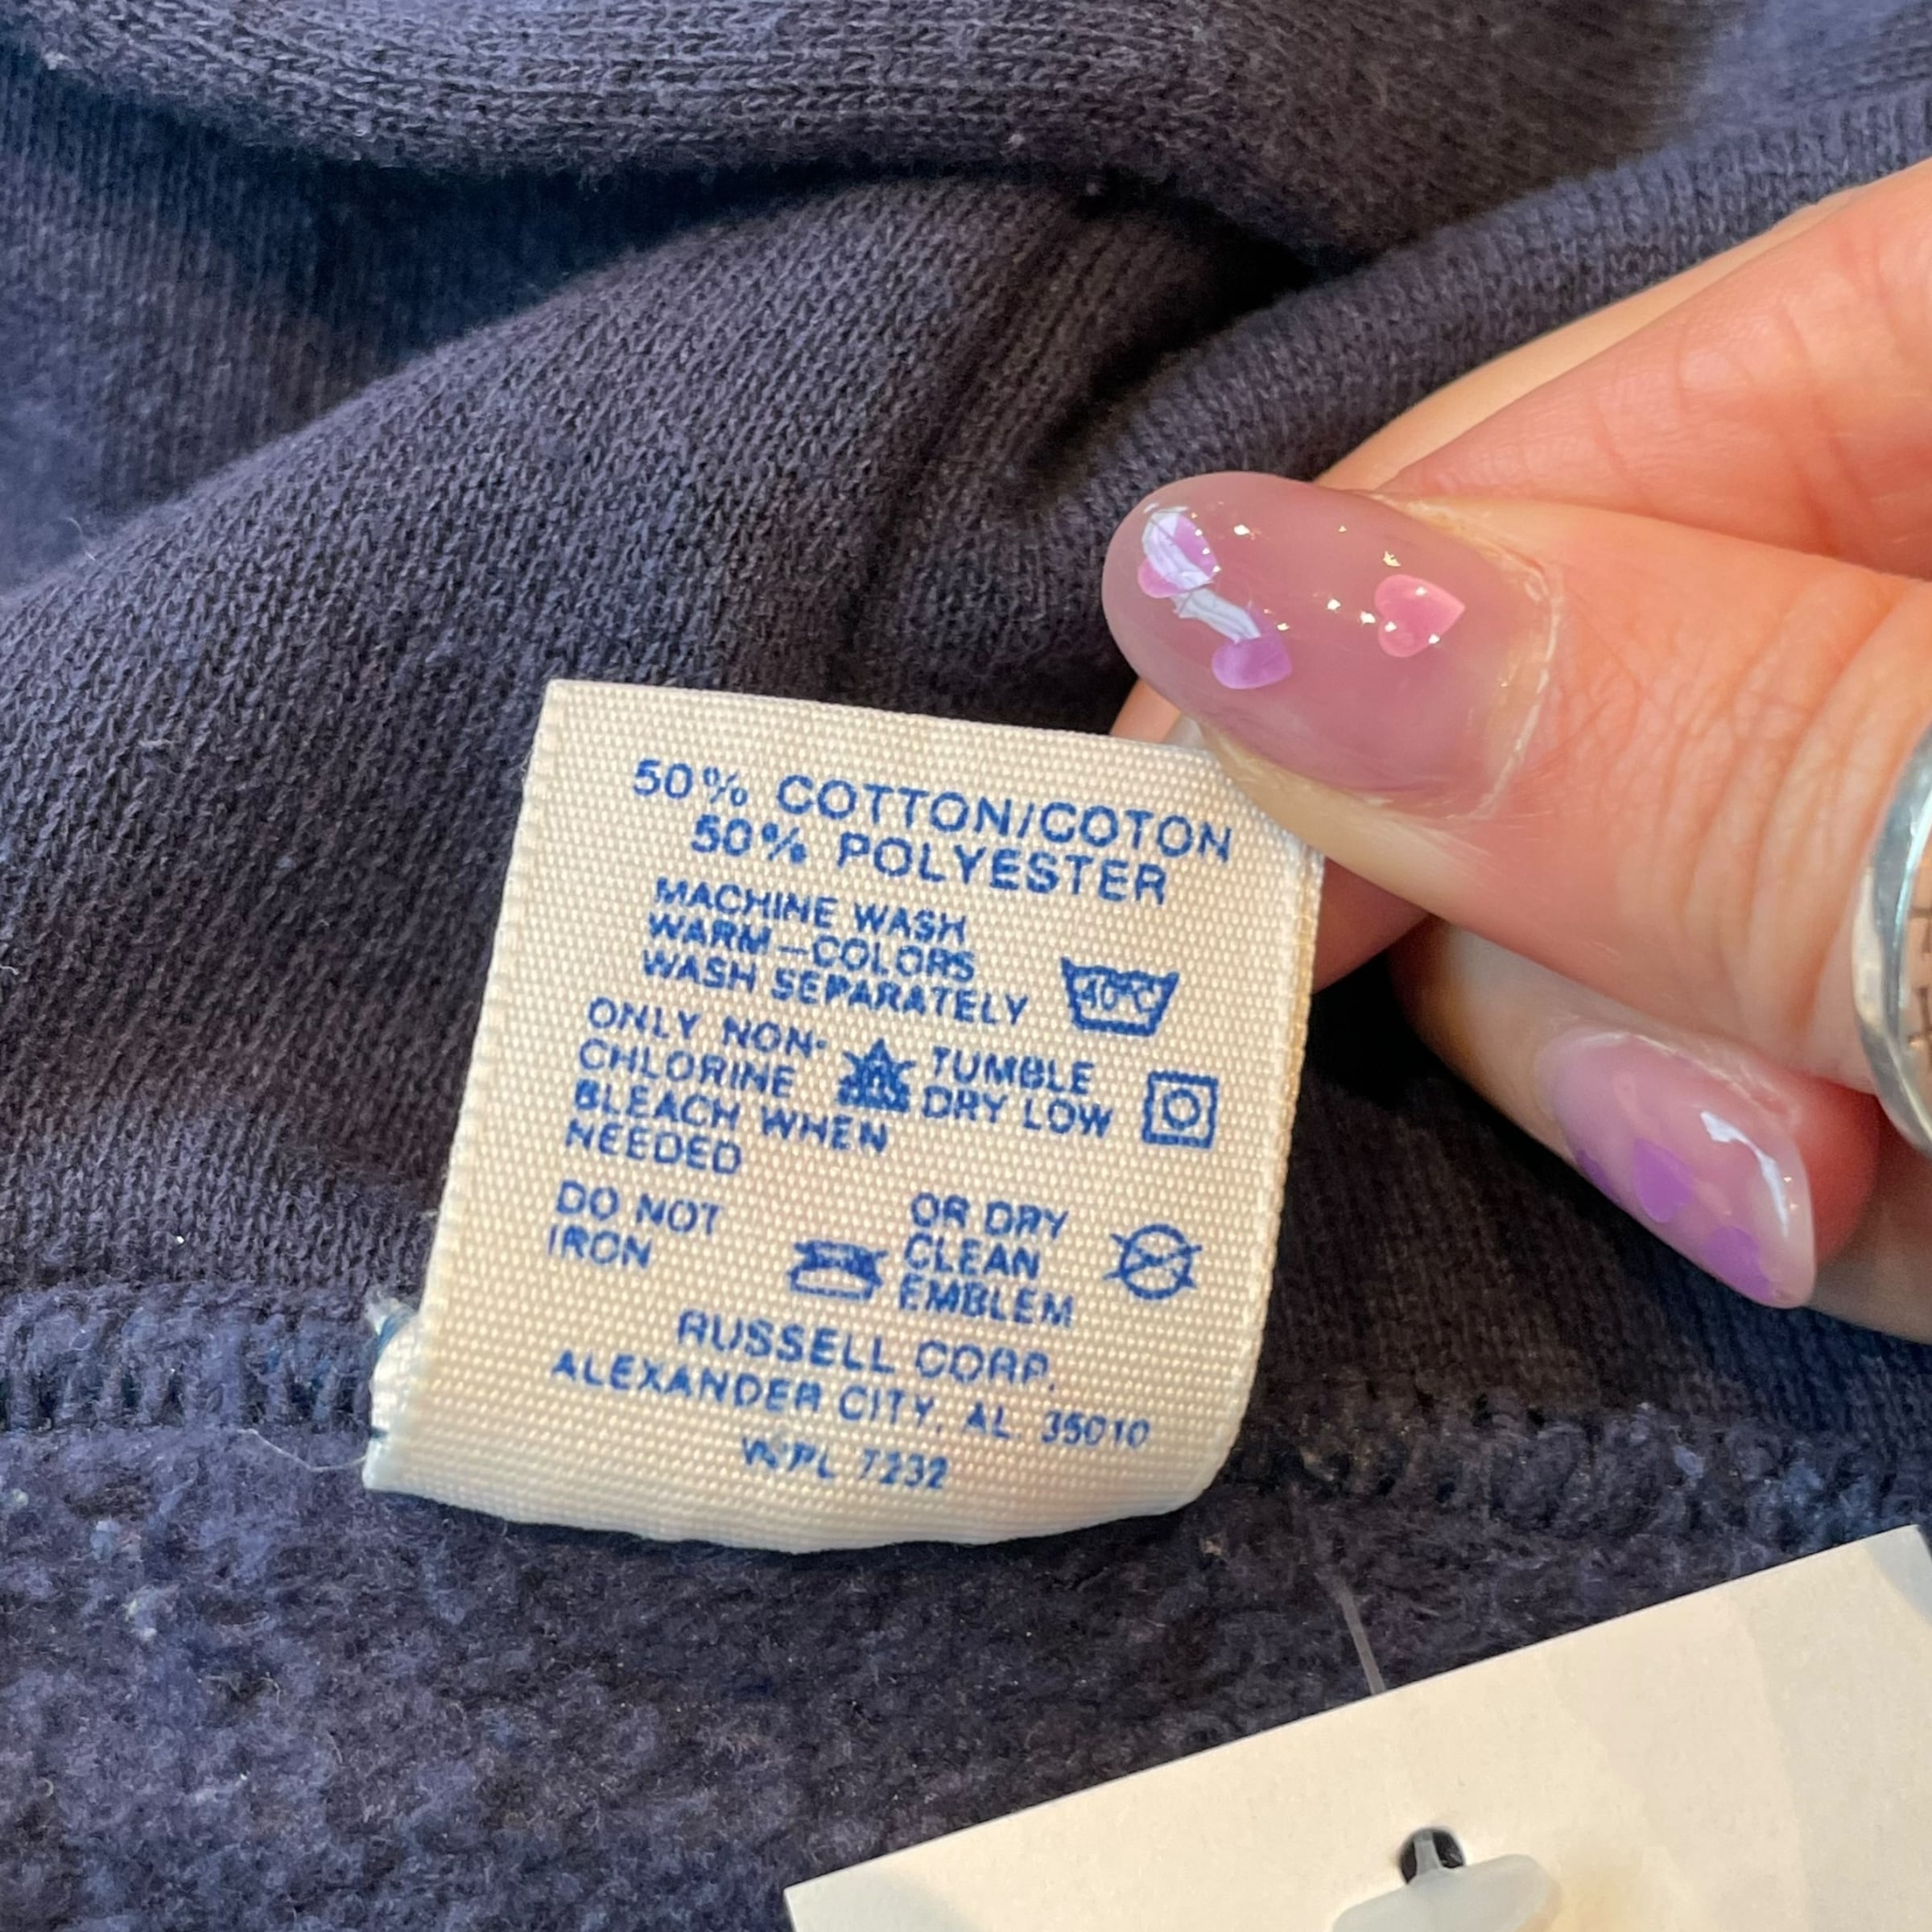 50% COTTON/COTON
50% POLYESTER
MACHINE WASH
WARM-COLORS
WASH SEPARATELY
40°C
ONLY NON-
CHLORINE
BLEACH WHEN
NEEDED
TUMBLE
DRY LOW
DO NOT
IRON
OR DRY
CLEAN
EMBLEM
RUSSELL CORP.
ALEXANDER CITY, AL. 35010
WPL 7232